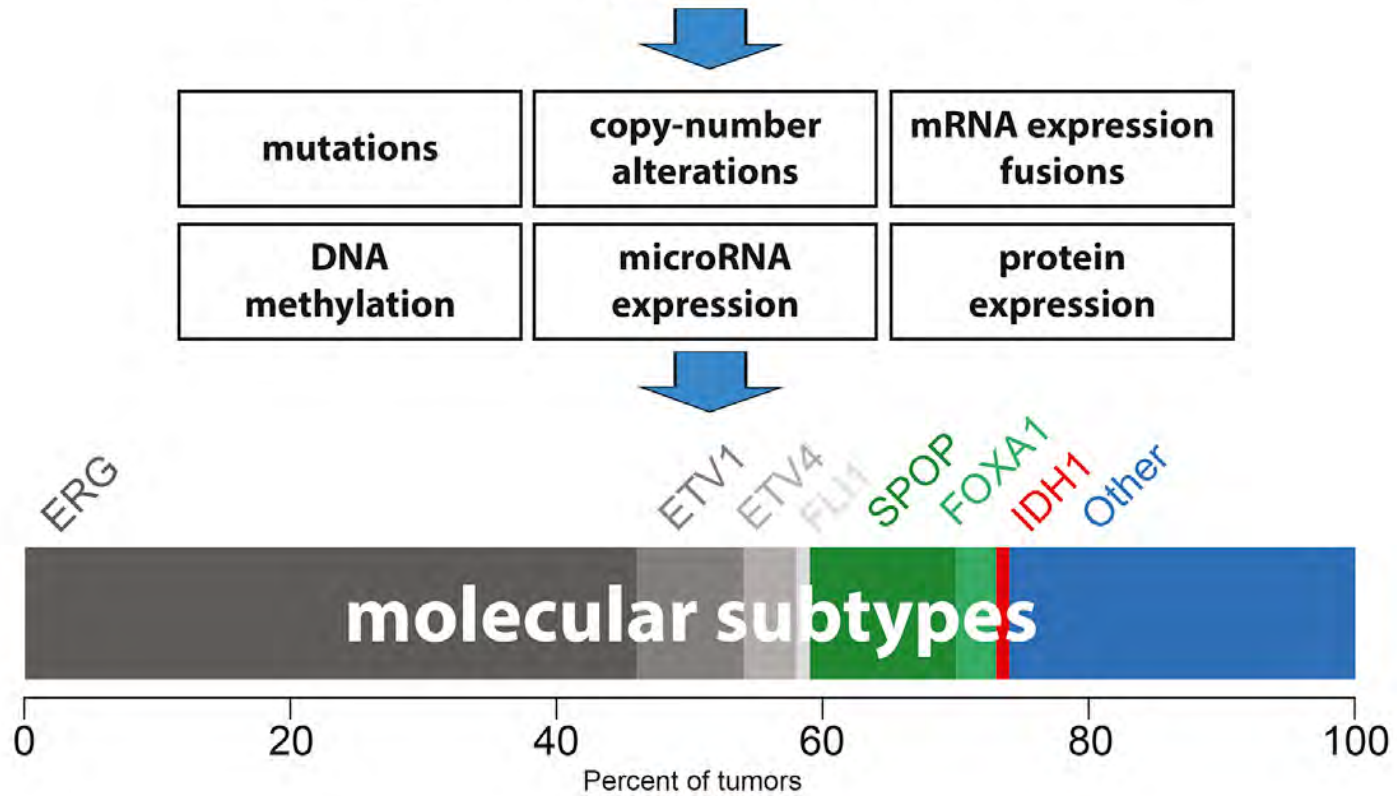 mutations
copy-number
alterations
mRNA expression
fusions
DNA
methylation
microRNA
expression
protein
expression
ERG
ETV1
ETV4
FLI1
SPOP
FOXA1
IDH1
Other
molecular subtypes
0 20 40 60 80 100
Percent of tumors